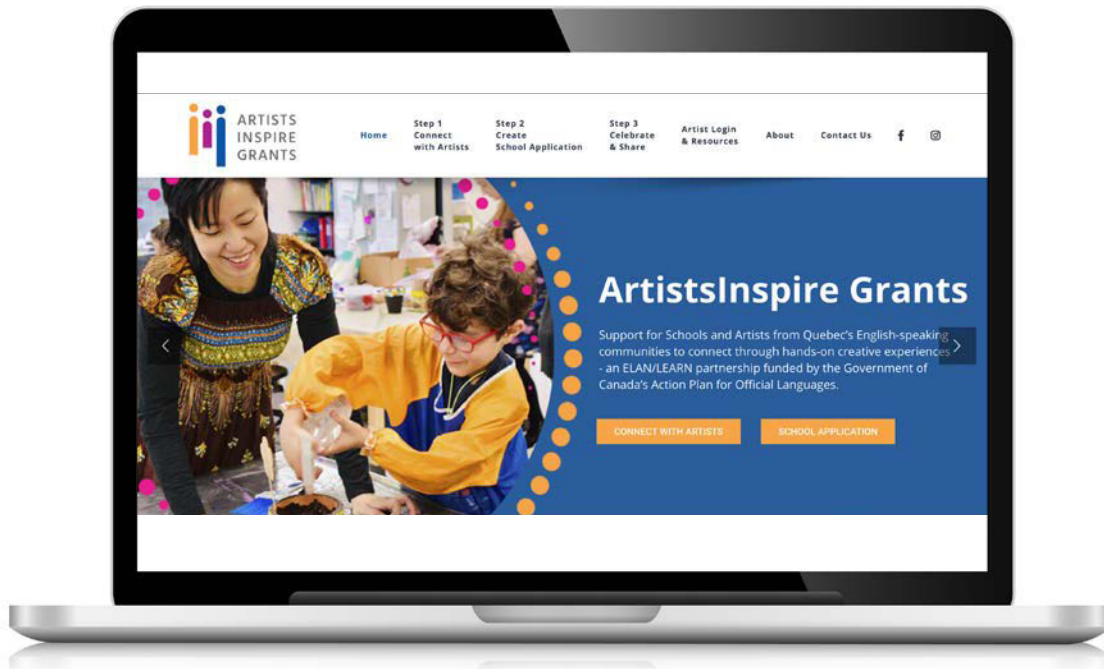 ARTISTS
INSPIRE
GRANTS
Home
Step 1
Connect
with Artists
Step 2
Create
School Application
Step 3
Celebrate
& Share
Artist Login
& Resources
About
Contact Us
ArtistsInspire Grants
Support for Schools and Artists from Quebec's English-speaking
communities to connect through hands-on creative experiences
- an ELAN/LEARN partnership funded by the Government of
Canada's Action Plan for Official Languages.
CONNECT WITH ARTISTS
SCHOOL APPLICATION